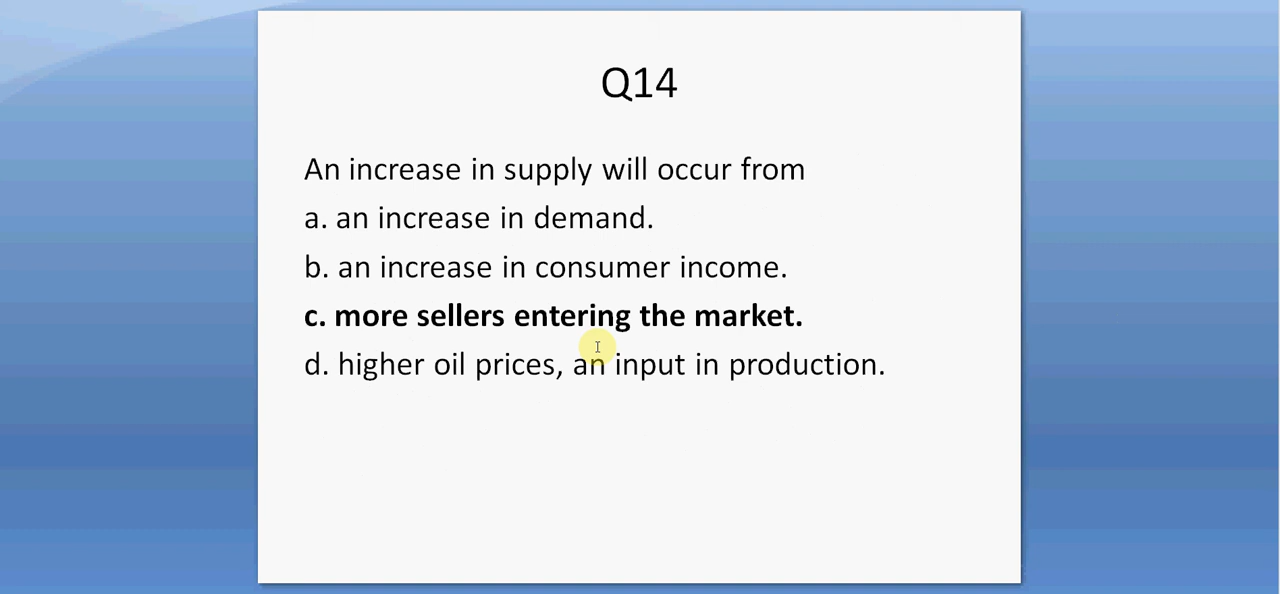 Q14
An increase in supply will occur from
a. an increase in demand.
b. an increase in consumer income.
c. more sellers entering the market.
d. higher oil prices, an input in production.